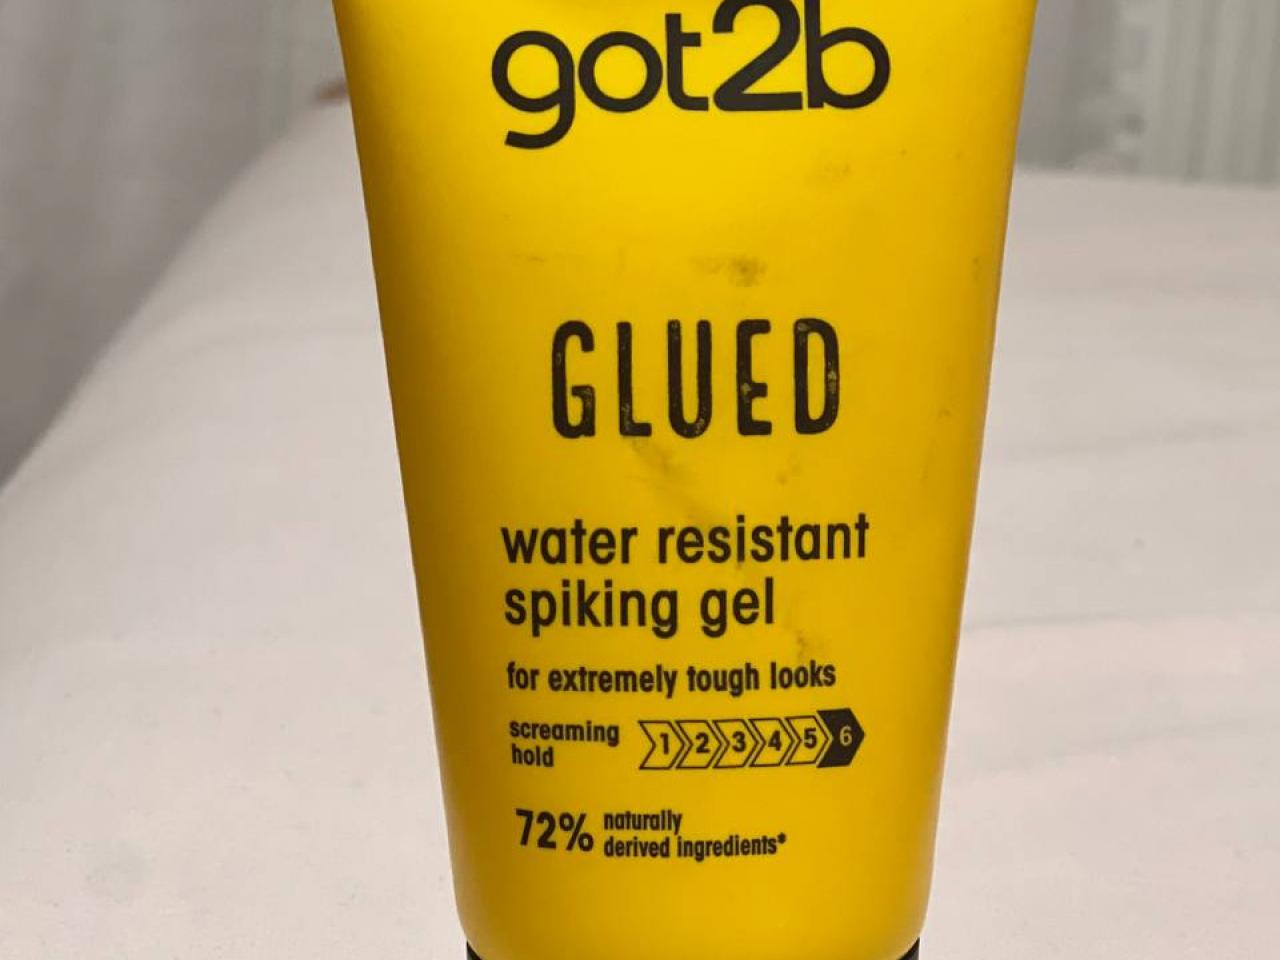 got2b
GLUED
water resistant
spiking gel
for extremely tough looks
screaming
hold
1 2 3 4 5 6
72% naturally
derived ingredients*